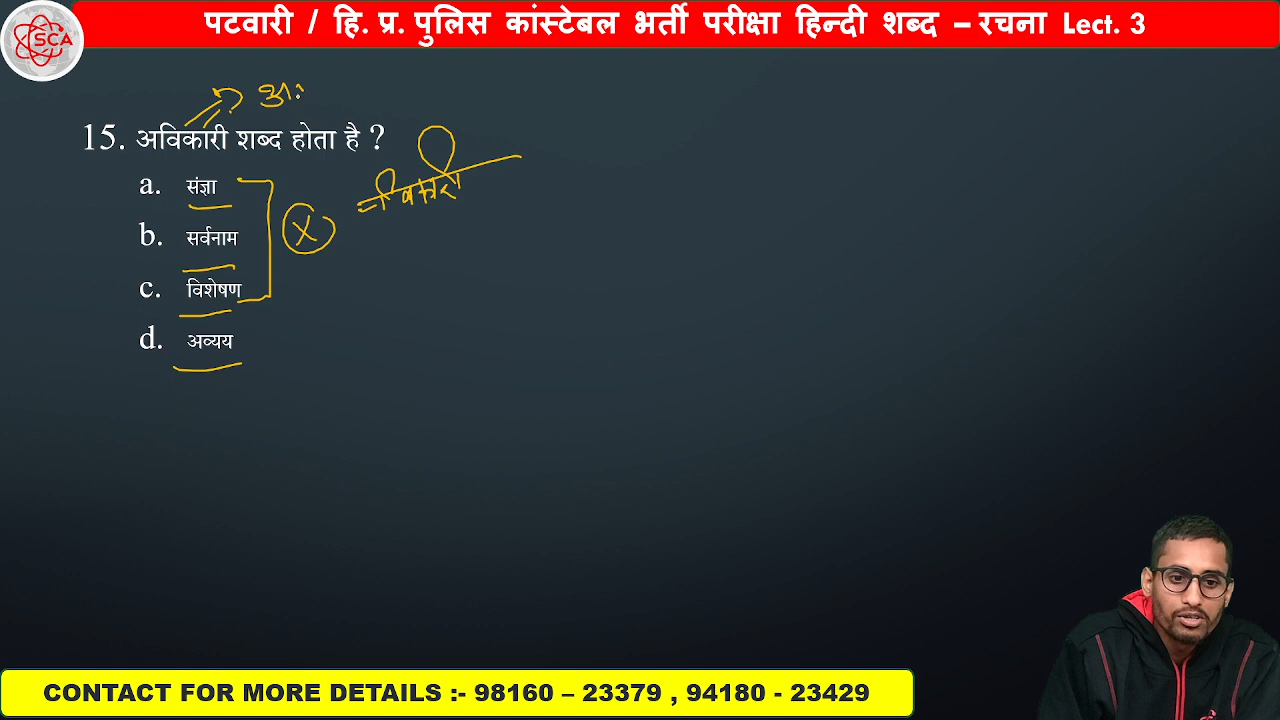 पटवारी / हि. प्र. पुलिस कांस्टेबल भर्ती परीक्षा हिन्दी शब्द – रचना Lect. 3
SCA
15. अविकारी शब्द होता है ?
a. संज्ञा
b. सर्वनाम
c. विशेषण
d. अव्यय
CONTACT FOR MORE DETAILS :- 98160 – 23379 , 94180 - 23429